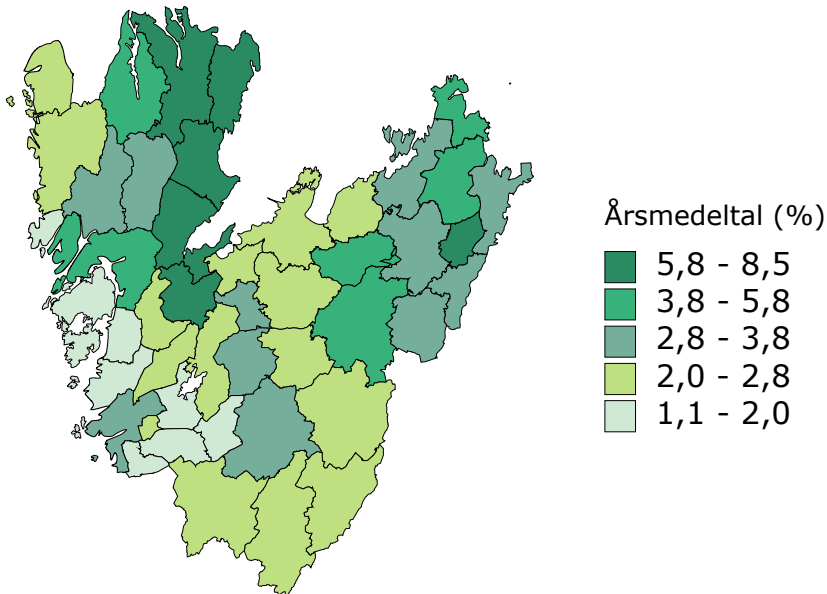 Årsmedeltal (%)
5,8 - 8,5
3,8 - 5,8
2,8 - 3,8
2,0 - 2,8
1,1 - 2,0